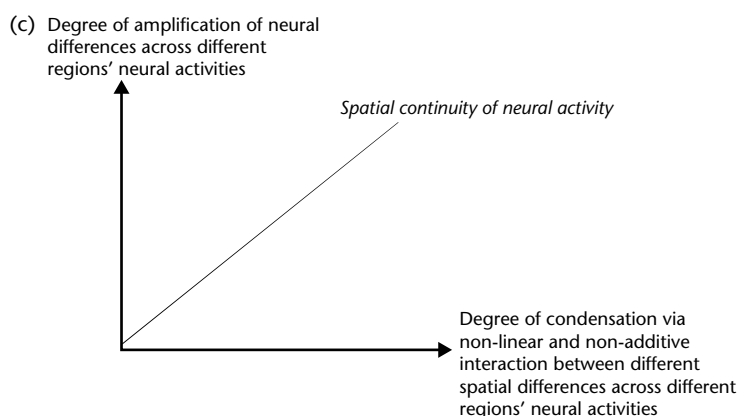 (c) Degree of amplification of neural
differences across different
regions’ neural activities
Spatial continuity of neural activity
Degree of condensation via
non-linear and non-additive
interaction between different
spatial differences across different
regions’ neural activities